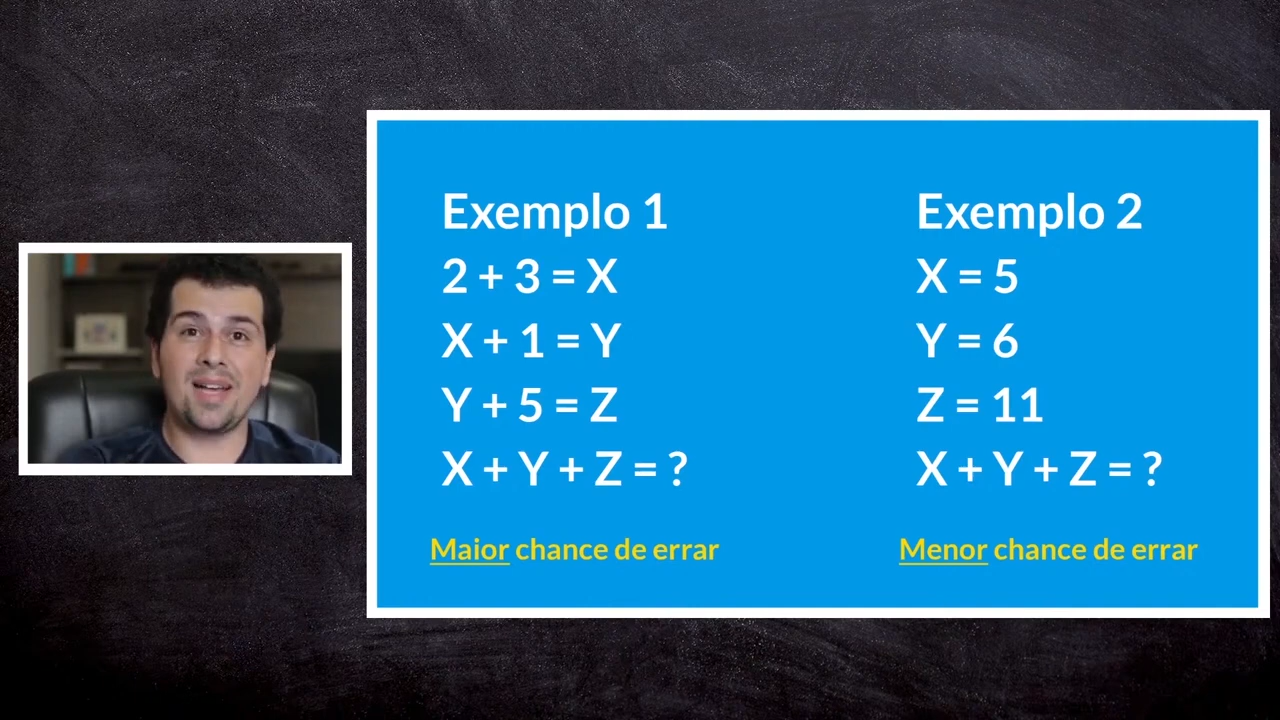 Exemplo 1
2 + 3 = X
X + 1 = Y
Y + 5 = Z
X + Y + Z = ?
Maior chance de errar
Exemplo 2
X = 5
Y = 6
Z = 11
X + Y + Z = ?
Menor chance de errar